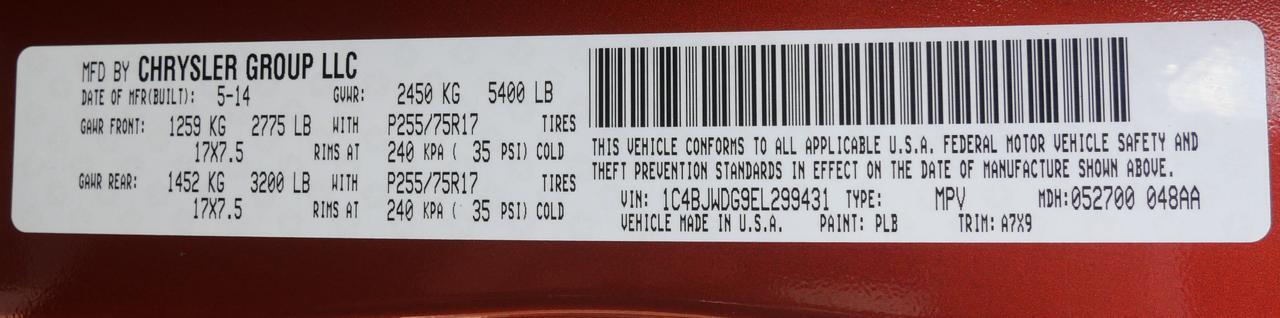 MFD BY CHRYSLER GROUP LLC
DATE OF MFR(BUILT): 5-14 GVWR: 2450 KG 5400 LB
GAWR FRONT: 1259 KG 2775 LB WITH P255/75R17 TIRES
17X7.5 RIMS AT 240 KPA ( 35 PSI) COLD
GAWR REAR: 1452 KG 3200 LB WITH P255/75R17 TIRES
17X7.5 RIMS AT 240 KPA ( 35 PSI) COLD
THIS VEHICLE CONFORMS TO ALL APPLICABLE U.S.A. FEDERAL MOTOR VEHICLE SAFETY AND
THEFT PREVENTION STANDARDS IN EFFECT ON THE DATE OF MANUFACTURE SHOWN ABOVE.
VIN: 1C4BJWDG9EL299431 TYPE: MPV MDH:052700 048AA
VEHICLE MADE IN U.S.A. PAINT: PLB TRIM: A7X9